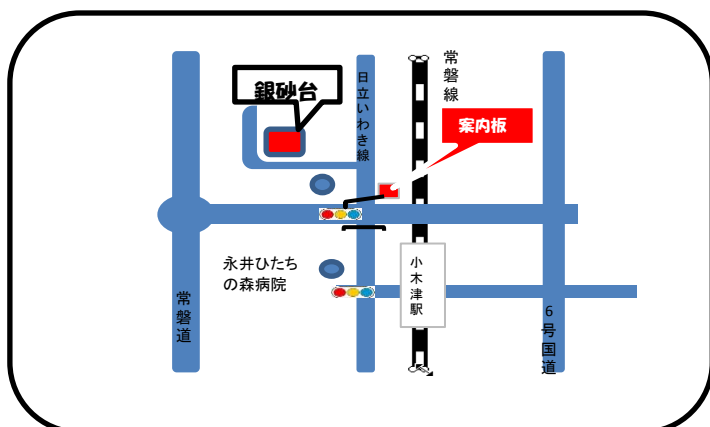 銀砂台
日立いわき線
常磐線
案内板
永井ひたち
の森病院
小木津駅
常磐道
6号国道